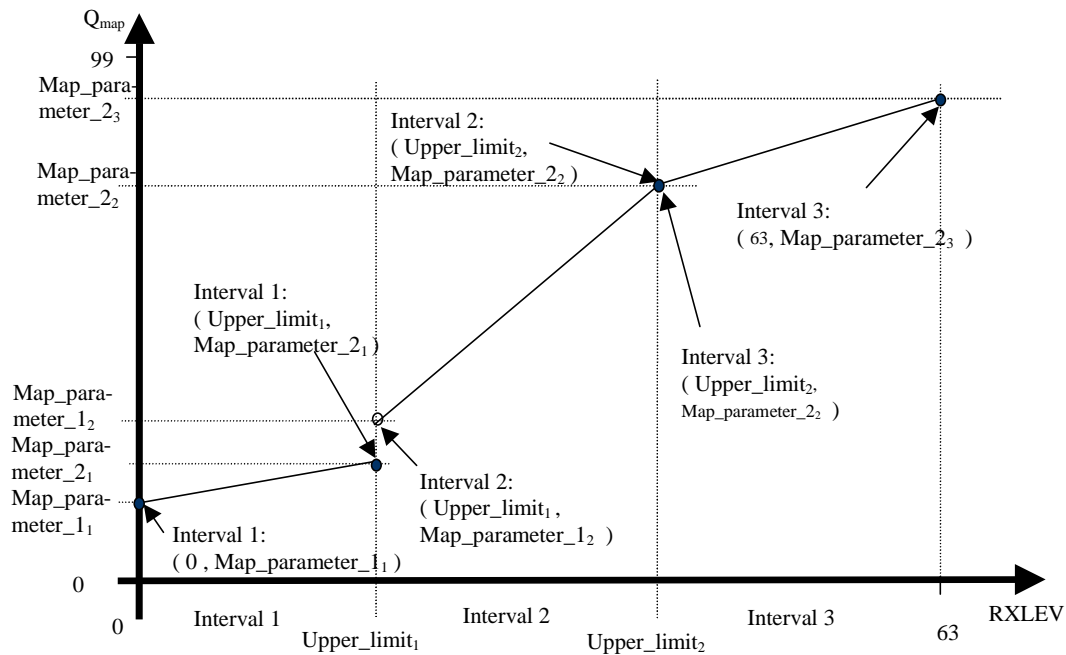 Qmap
99
Map_para-
meter_2₃
Interval 2:
( Upper_limit₂,
Map_parameter_2₂ )
Map_para-
meter_2₂
Interval 3:
( 63, Map_parameter_2₃ )
Interval 1:
( Upper_limit₁,
Map_parameter_2₁ )
Interval 3:
( Upper_limit₂,
Map_parameter_2₂ )
Map_para-
meter_1₂
Map_para-
meter_2₁
Map_para-
meter_1₁
Interval 2:
( Upper_limit₁ ,
Map_parameter_1₂ )
Interval 1:
( 0 , Map_parameter_1₁ )
0
0
Interval 1
Interval 2
Interval 3
RXLEV
Upper_limit₁
Upper_limit₂
63